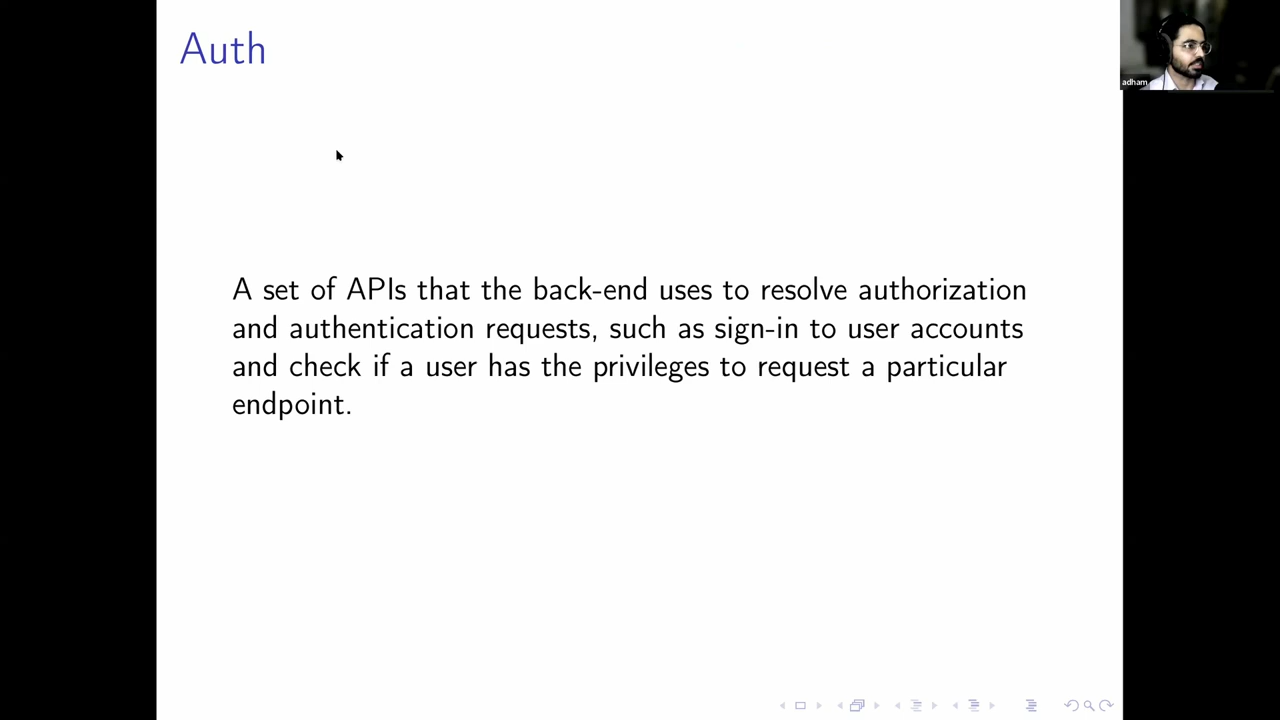 Auth
adham
A set of APIs that the back-end uses to resolve authorization
and authentication requests, such as sign-in to user accounts
and check if a user has the privileges to request a particular
endpoint.